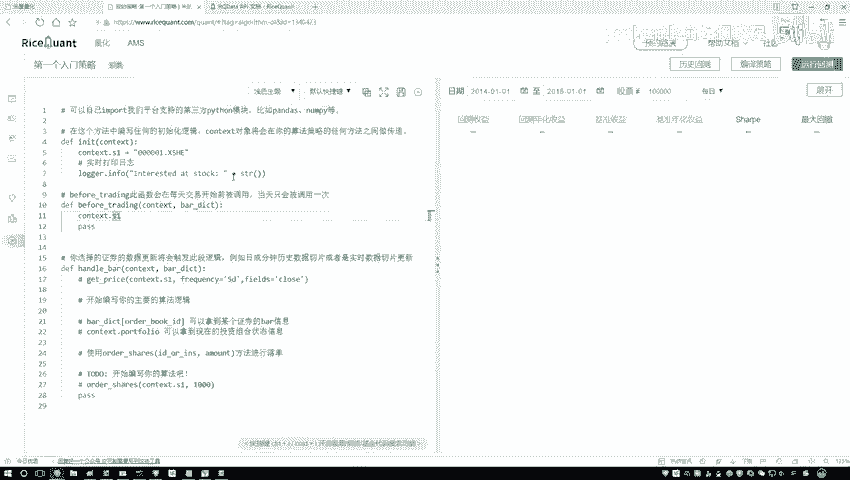 https://www.ricequant.com/quant/
RiceQuant 量化 AMS 帮助文档 社区
第一个入门策略
历史回测 编译策略 运行回测
浅色主题 默认快捷键
日期 2014-01-01 至 2018-01-01 股票 ¥ 100000 每日
展开
回测收益 回测年化收益 基准收益 基准年化收益 Sharpe 最大回撤
1 # 可以自己import我们平台支持的第三方python模块，比如pandas、numpy等。
2
3 # 在这个方法中编写任何的初始化逻辑。context对象将会在你的算法策略的任何方法之间做传递。
4 def init(context):
5 context.s1 = "000001.XSHE"
6 # 实时打印日志
7 logger.info("Interested at stock: " + str())
8
9 # before_trading此函数会在每天交易开始前被调用，当天只会被调用一次
10 def before_trading(context, bar_dict):
11 context.s1
12 pass
13
14
15 # 你选择的证券的数据更新将会触发此段逻辑，例如日或分钟历史数据切片或者是实时数据切片更新
16 def handle_bar(context, bar_dict):
17 # get_price(context.s1, frequency='5d',fields='close')
18
19 # 开始编写你的主要的算法逻辑
20
21 # bar_dict[order_book_id] 可以拿到某个证券的bar信息
22 # context.portfolio 可以拿到现在的投资组合状态信息
23
24 # 使用order_shares(id_or_ins, amount)方法进行落单
25
26 # TODO: 开始编写你的算法吧！
27 # order_shares(context.s1, 1000)
28 pass
29